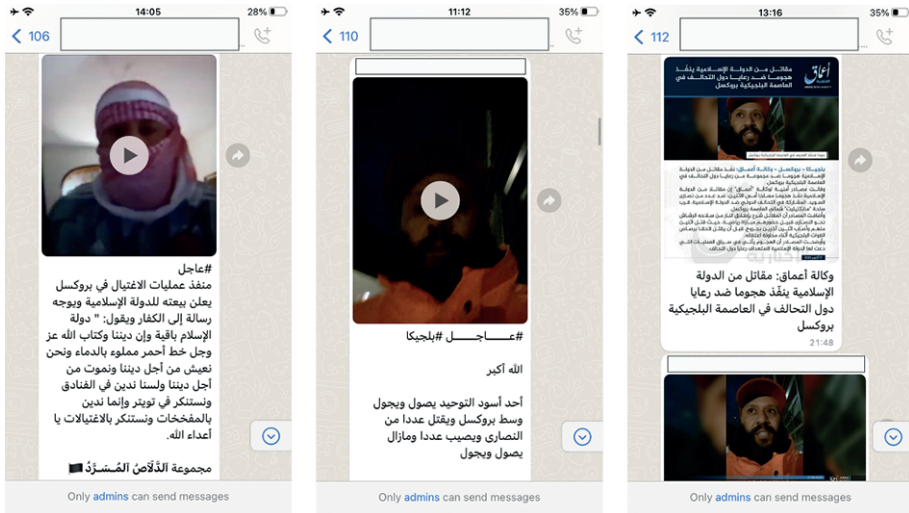 14:05
28%
106
#عاجل
منفذ عمليات الاغتيال في بروكسل
يعلن بيعته للدولة الإسلامية ويوجه
رسالة إلى الكفار ويقول: " دولة
الإسلام باقية وإن ديننا وكتاب الله عز
وجل خط أحمر مملوء بالدماء ونحن
نعيش من أجل ديننا ونموت من
أجل ديننا ولسنا ندين في الفنادق
ونستنكر في تويتر وإنما ندين
بالمفخخات ونستنكر بالاغتيالات يا
أعداء الله.
مجموعة
Only admins can send messages
11:12
35%
110
#عـــــاجـــــل #بلجيكا
الله أكبر
أحد أسود التوحيد يصول ويجول
وسط بروكسل ويقتل عددا من
النصارى ويصيب عددا ومازال
يصول ويجول
Only admins can send messages
13:16
35%
112
أعماق
مقاتل من الدولة الإسلامية ينفّذ
هجوما ضد رعايا دول التحالف في
العاصمة البلجيكية بروكسل
وكالة أعماق: مقاتل من الدولة
الإسلامية ينفّذ هجوما ضد رعايا
دول التحالف في العاصمة البلجيكية
بروكسل
21:48
Only admins can send messages